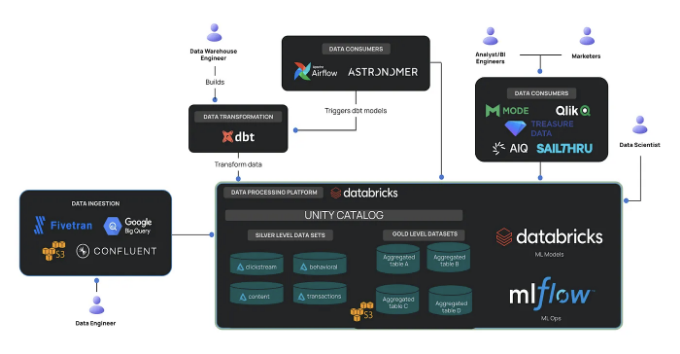 Data Warehouse
Engineer
Builds
DATA TRANSFORMATION
dbt
Transform data
DATA CONSUMERS
Apache
Airflow
ASTRONOMER
Triggers dbt models
Analyst/BI
Engineers
Marketers
DATA CONSUMERS
MODE
Qlik
TREASURE
DATA
AIQ
SAILTHRU
Data Scientist
DATA INGESTION
Fivetran
Google
Big Query
S3
CONFLUENT
Data Engineer
DATA PROCESSING PLATFORM
databricks
UNITY CATALOG
SILVER LEVEL DATA SETS
clickstream
behavioral
content
transactions
GOLD LEVEL DATASETS
Aggregated
table A
Aggregated
table B
Aggregated
table C
Aggregated
table D
S3
databricks
ML Models
mlflow
ML Ops